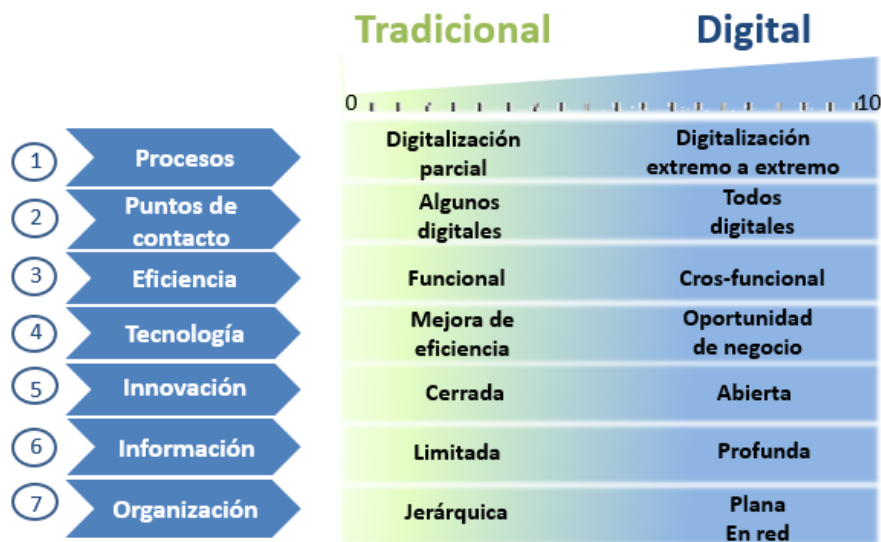 Tradicional Digital
0 10
1 Procesos Digitalización parcial Digitalización extremo a extremo
2 Puntos de contacto Algunos digitales Todos digitales
3 Eficiencia Funcional Cros-funcional
4 Tecnología Mejora de eficiencia Oportunidad de negocio
5 Innovación Cerrada Abierta
6 Información Limitada Profunda
7 Organización Jerárquica Plana En red